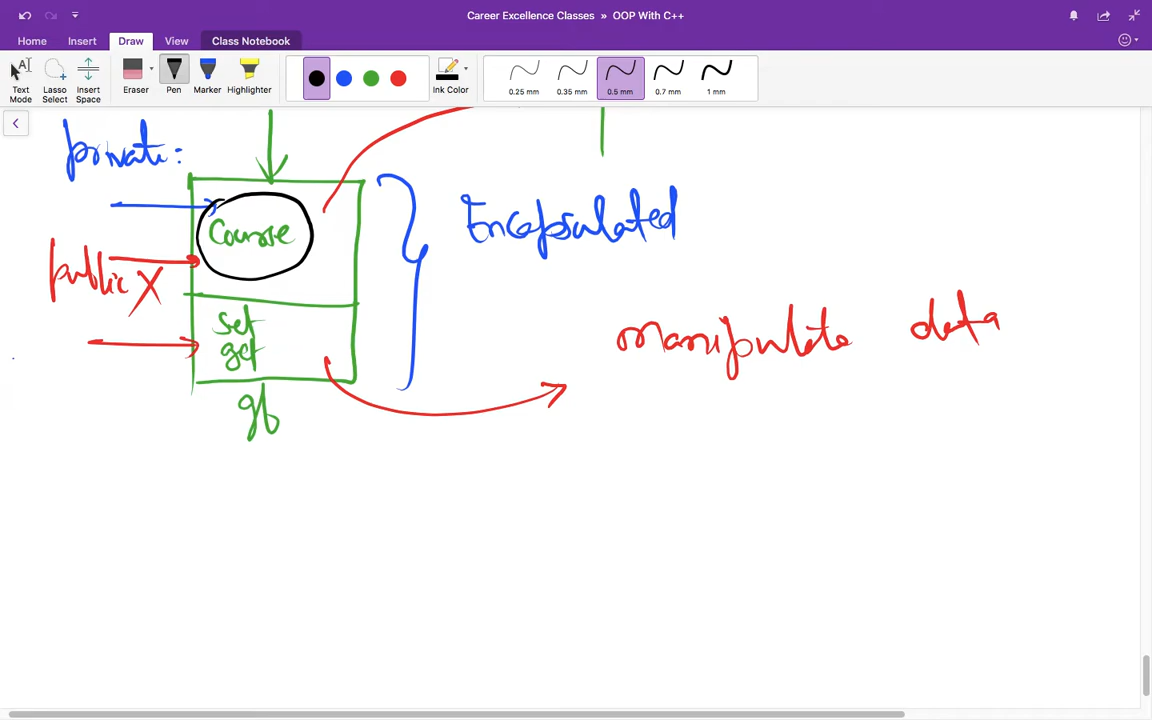 Career Excellence Classes » OOP With C++
Home Insert Draw View Class Notebook
Text Mode
Lasso Select
Insert Space
Eraser
Pen
Marker
Highlighter
Ink Color
0.25 mm
0.35 mm
0.5 mm
0.7 mm
1 mm
private:
Course
Encapsulated
public X
set
get
manipulate data
gb